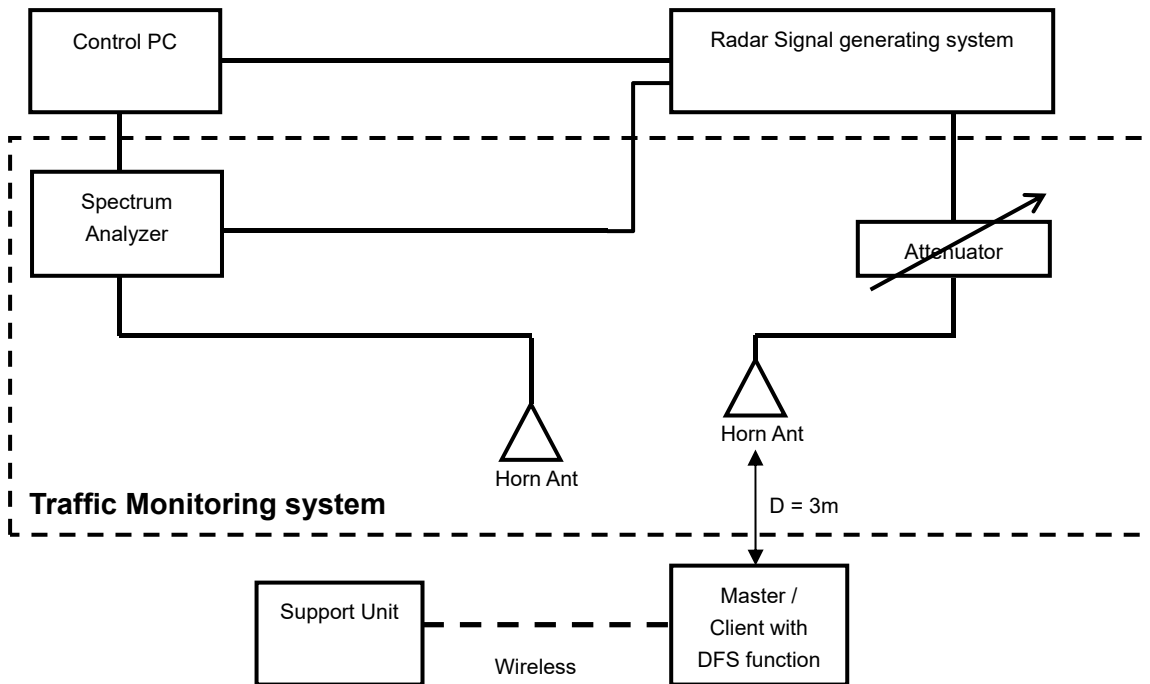 Control PC
Radar Signal generating system
Spectrum
Analyzer
Attenuator
Horn Ant
Horn Ant
Traffic Monitoring system
D = 3m
Support Unit
Wireless
Master /
Client with
DFS function